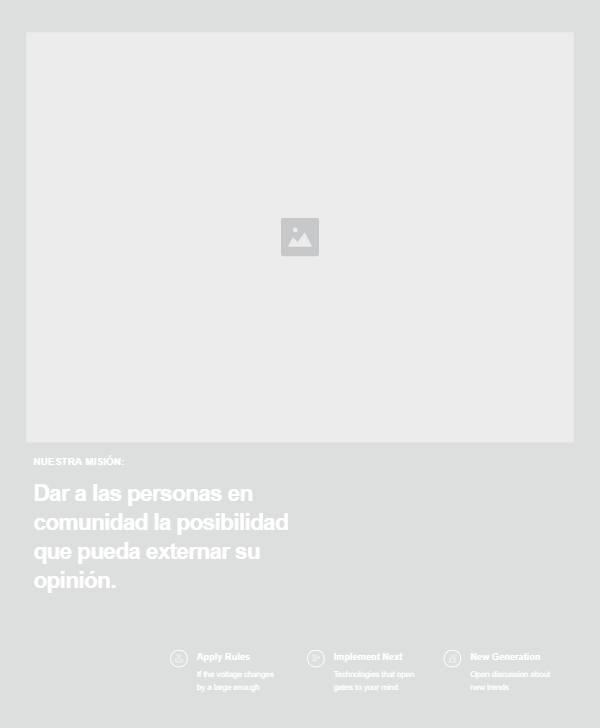 NUESTRA MISIÓN:
Dar a las personas en
comunidad la posibilidad
que pueda externar su
opinión.
Apply Rules
If the voltage changes
by a large enough
Implement Next
Technologies that open
gates to your mind
New Generation
Open discussion about
new trends